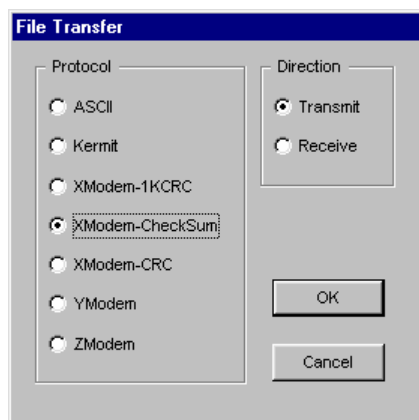 File Transfer
Protocol
ASCII
Kermit
XModem-1KCRC
XModem-CheckSum
XModem-CRC
YModem
ZModem
Direction
Transmit
Receive
OK
Cancel